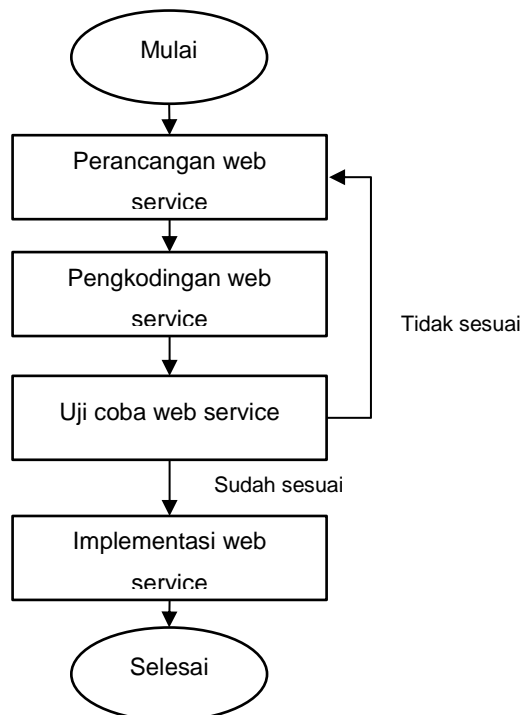 Mulai
Perancangan web
service
Pengkodingan web
service
Tidak sesuai
Uji coba web service
Sudah sesuai
Implementasi web
service
Selesai